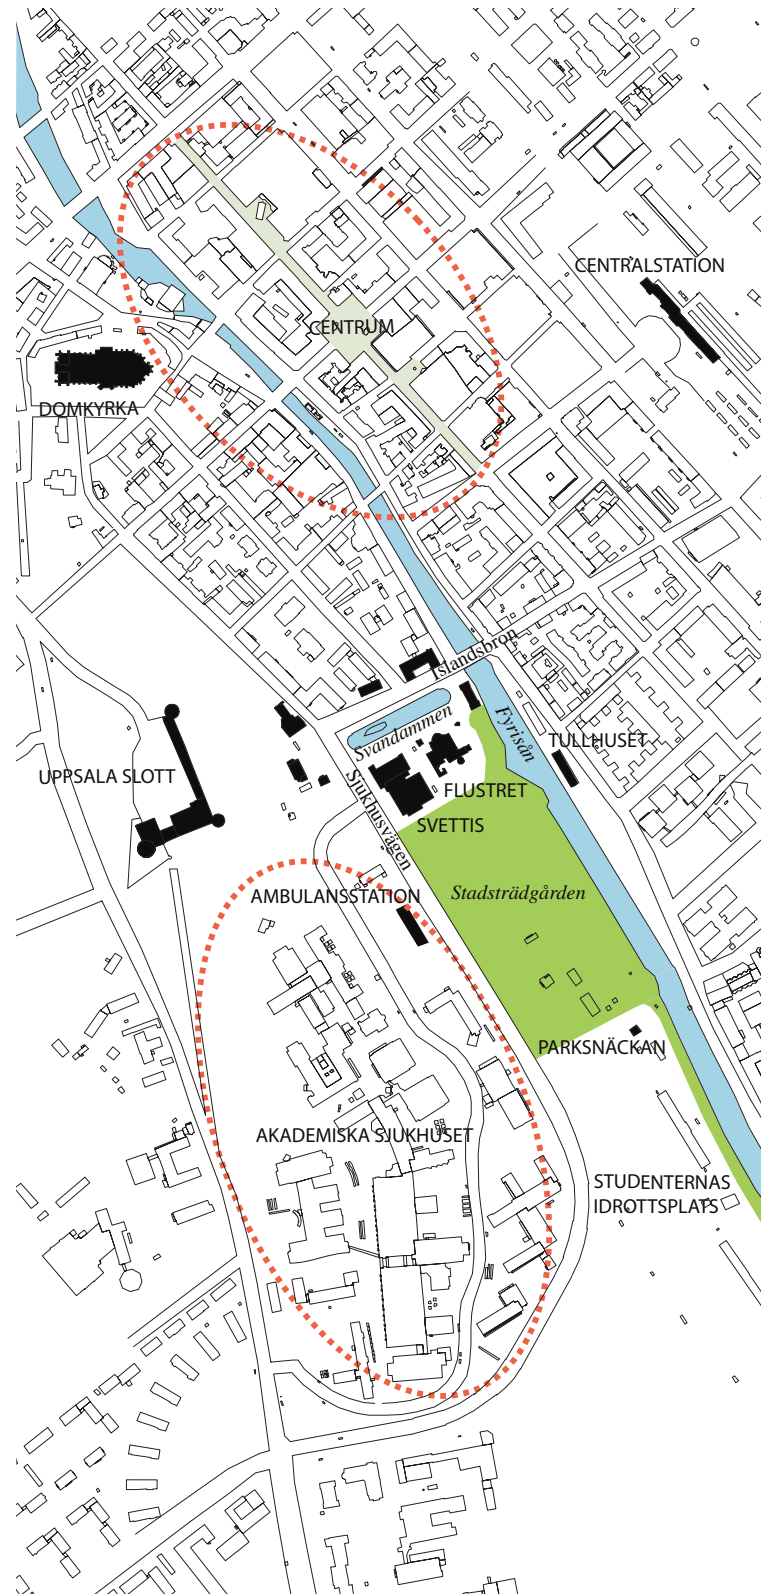 CENTRALSTATION
CENTRUM
DOMKYRKA
Islandsbron
Fyrisån
Svandammen
TULLHUSET
UPPSALA SLOTT
FLUSTRET
Sjukhusvägen
SVETTIS
AMBULANSSTATION
Stadsträdgården
PARKSNÄCKAN
AKADEMISKA SJUKHUSET
STUDENTERNAS
IDROTTSPLATS